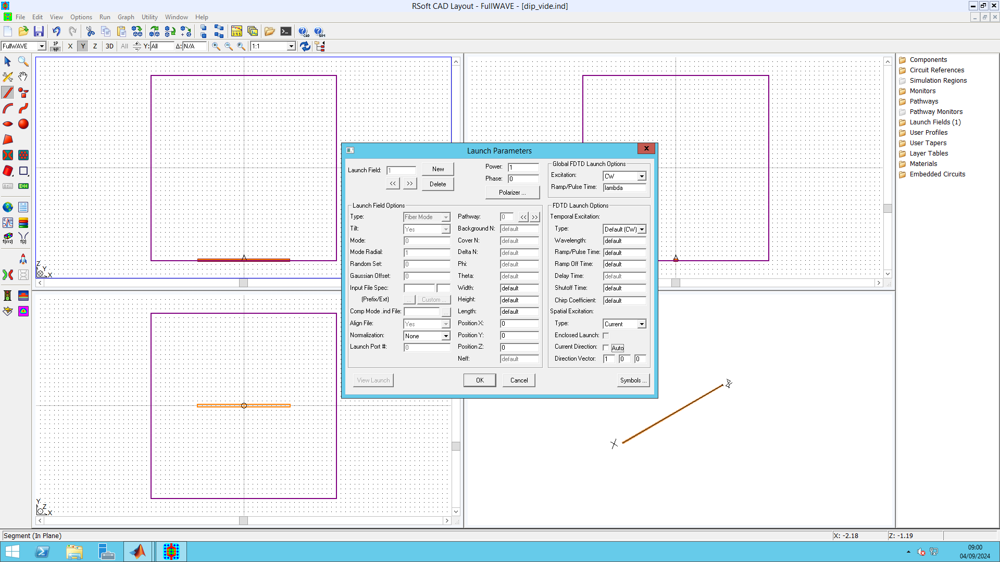 RSoft CAD Layout - FullWAVE - [dip_vide.ind]
File Edit View Options Run Graph Utility Window Help
FullWAVE 1P 4P X Y Z 3D All Y: All Δ: N/A 1:1
Components
Circuit References
Simulation Regions
Monitors
Pathways
Pathway Monitors
Launch Fields (1)
User Profiles
User Tapers
Layer Tables
Materials
Embedded Circuits
Launch Parameters
Launch Field: 1 New
<< >> Delete
Power: 1
Phase: 0
Polarizer ...
Global FDTD Launch Options
Excitation: CW
Ramp/Pulse Time: lambda
Launch Field Options
Type: Fiber Mode
Tilt: Yes
Mode: 0
Mode Radial: 1
Random Set: 0
Gaussian Offset: 0
Input File Spec:
(Prefix/Ext) ... Custom ...
Comp Mode .ind File: ...
Align File: Yes
Normalization: None
Launch Port #: 0
Pathway: 0 << >>
Background N: default
Cover N: default
Delta N: default
Phi: default
Theta: default
Width: default
Height: default
Length: default
Position X: 0
Position Y: 0
Position Z: 0
Neff: default
FDTD Launch Options
Temporal Excitation:
Type: Default (CW)
Wavelength: default
Ramp/Pulse Time: default
Ramp Off Time: default
Delay Time: default
Shutoff Time: default
Chirp Coefficient: default
Spatial Excitation:
Type: Current
Enclosed Launch:
Current Direction: Auto
Direction Vector: 1 0 0
View Launch OK Cancel Symbols ...
Z
Y
X
Y
Z
X
X
Segment (In Plane) X: -2.18 Z: -1.19
09:00
04/09/2024